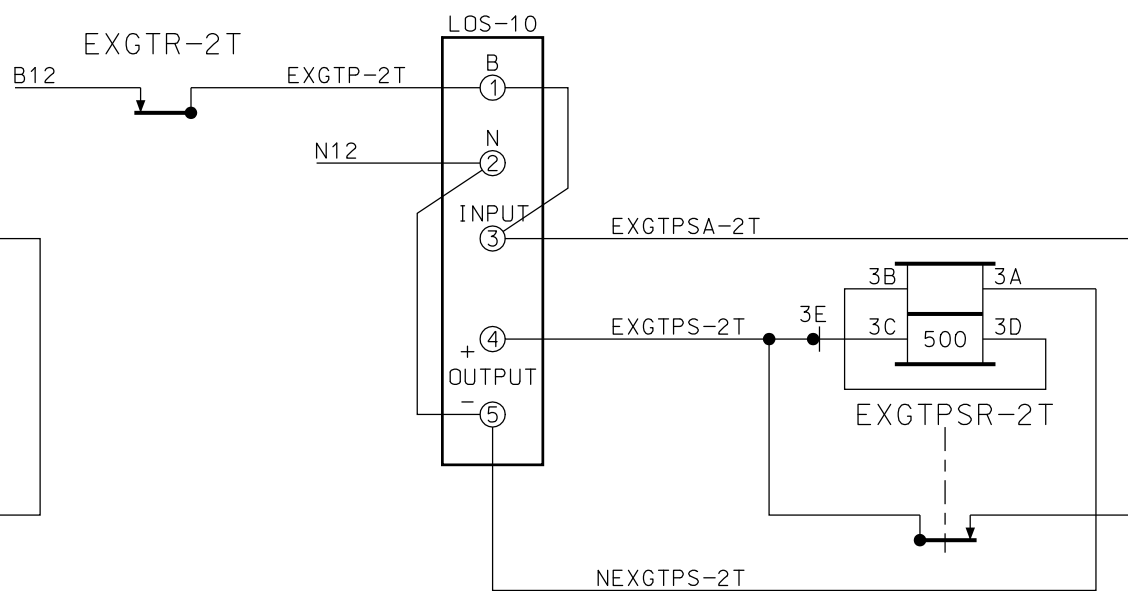 LOS-10
EXGTR-2T
B12
EXGTP-2T
B
1
N12
N
2
INPUT
3
EXGTPSA-2T
3B
3A
3E
EXGTPS-2T
3C
500
3D
4
+
OUTPUT
-
5
EXGTPSR-2T
NEXGTPS-2T